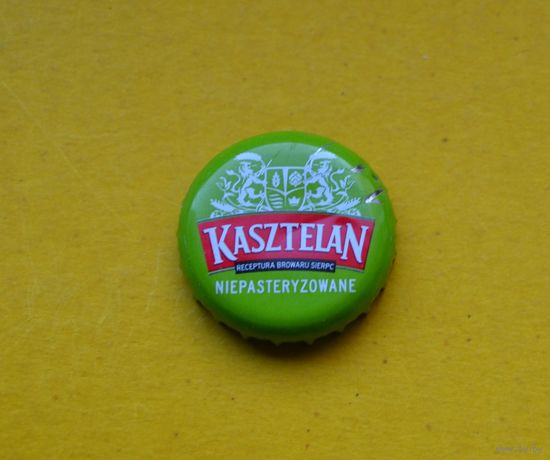 KASZTELAN
RECEPTURA BROWARU SIERPC
NIEPASTERYZOWANE